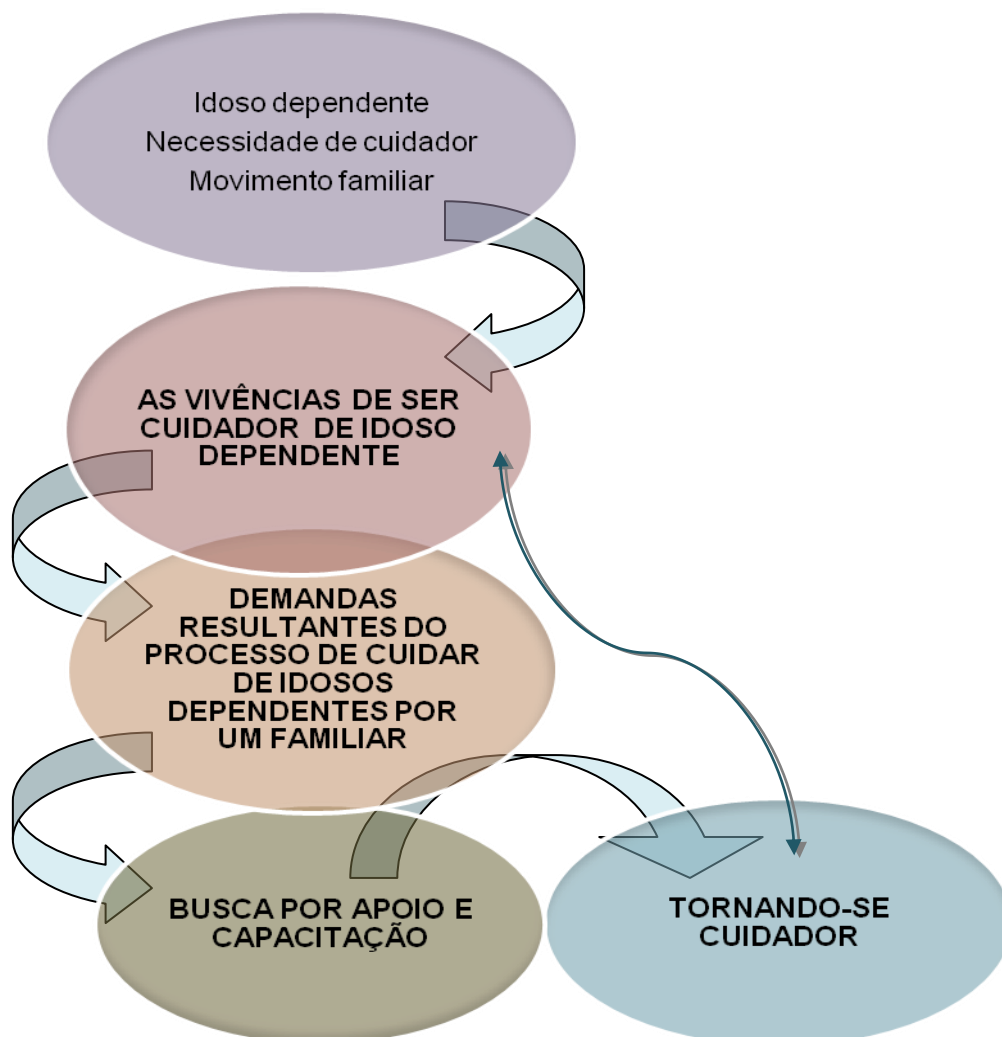 Idoso dependente
Necessidade de cuidador
Movimento familiar
AS VIVÊNCIAS DE SER
CUIDADOR DE IDOSO
DEPENDENTE
DEMANDAS
RESULTANTES DO
PROCESSO DE CUIDAR
DE IDOSOS
DEPENDENTES POR
UM FAMILIAR
BUSCA POR APOIO E
CAPACITAÇÃO
TORNANDO-SE
CUIDADOR